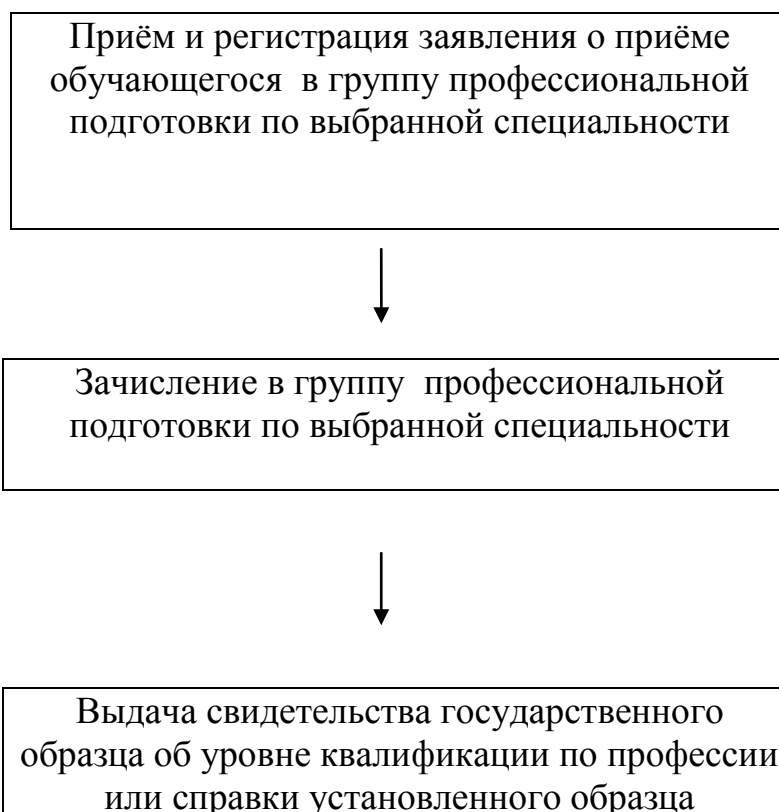 Приём и регистрация заявления о приёме
обучающегося в группу профессиональной
подготовки по выбранной специальности
Зачисление в группу профессиональной
подготовки по выбранной специальности
Выдача свидетельства государственного
образца об уровне квалификации по профессии
или справки установленного образца